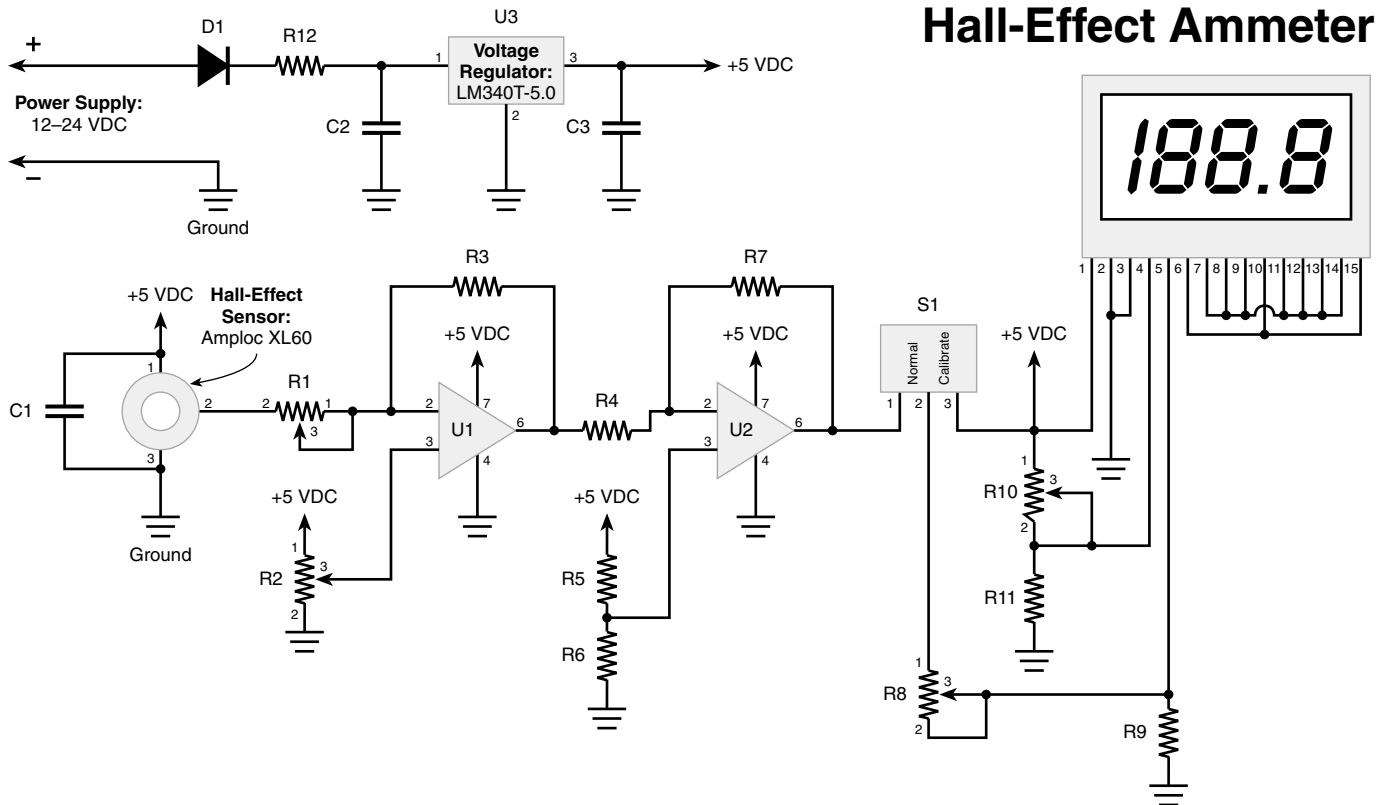 Hall-Effect Ammeter
D1
R12
U3
+
1
Voltage
Regulator:
LM340T-5.0
3
+5 VDC
2
Power Supply:
12–24 VDC
C2
C3
–
Ground
188.8
1 2 3 4 5 6 7 8 9 10 11 12 13 14 15
+5 VDC
Hall-Effect
Sensor:
Amploc XL60
C1
1
2
3
Ground
R1
2
1
3
R3
+5 VDC
2
3
U1
7
6
4
+5 VDC
R2
1
3
2
R4
R7
+5 VDC
2
3
U2
7
6
4
+5 VDC
R5
R6
S1
Normal
Calibrate
1
2
3
+5 VDC
R10
1
3
2
R11
R8
1
3
2
R9